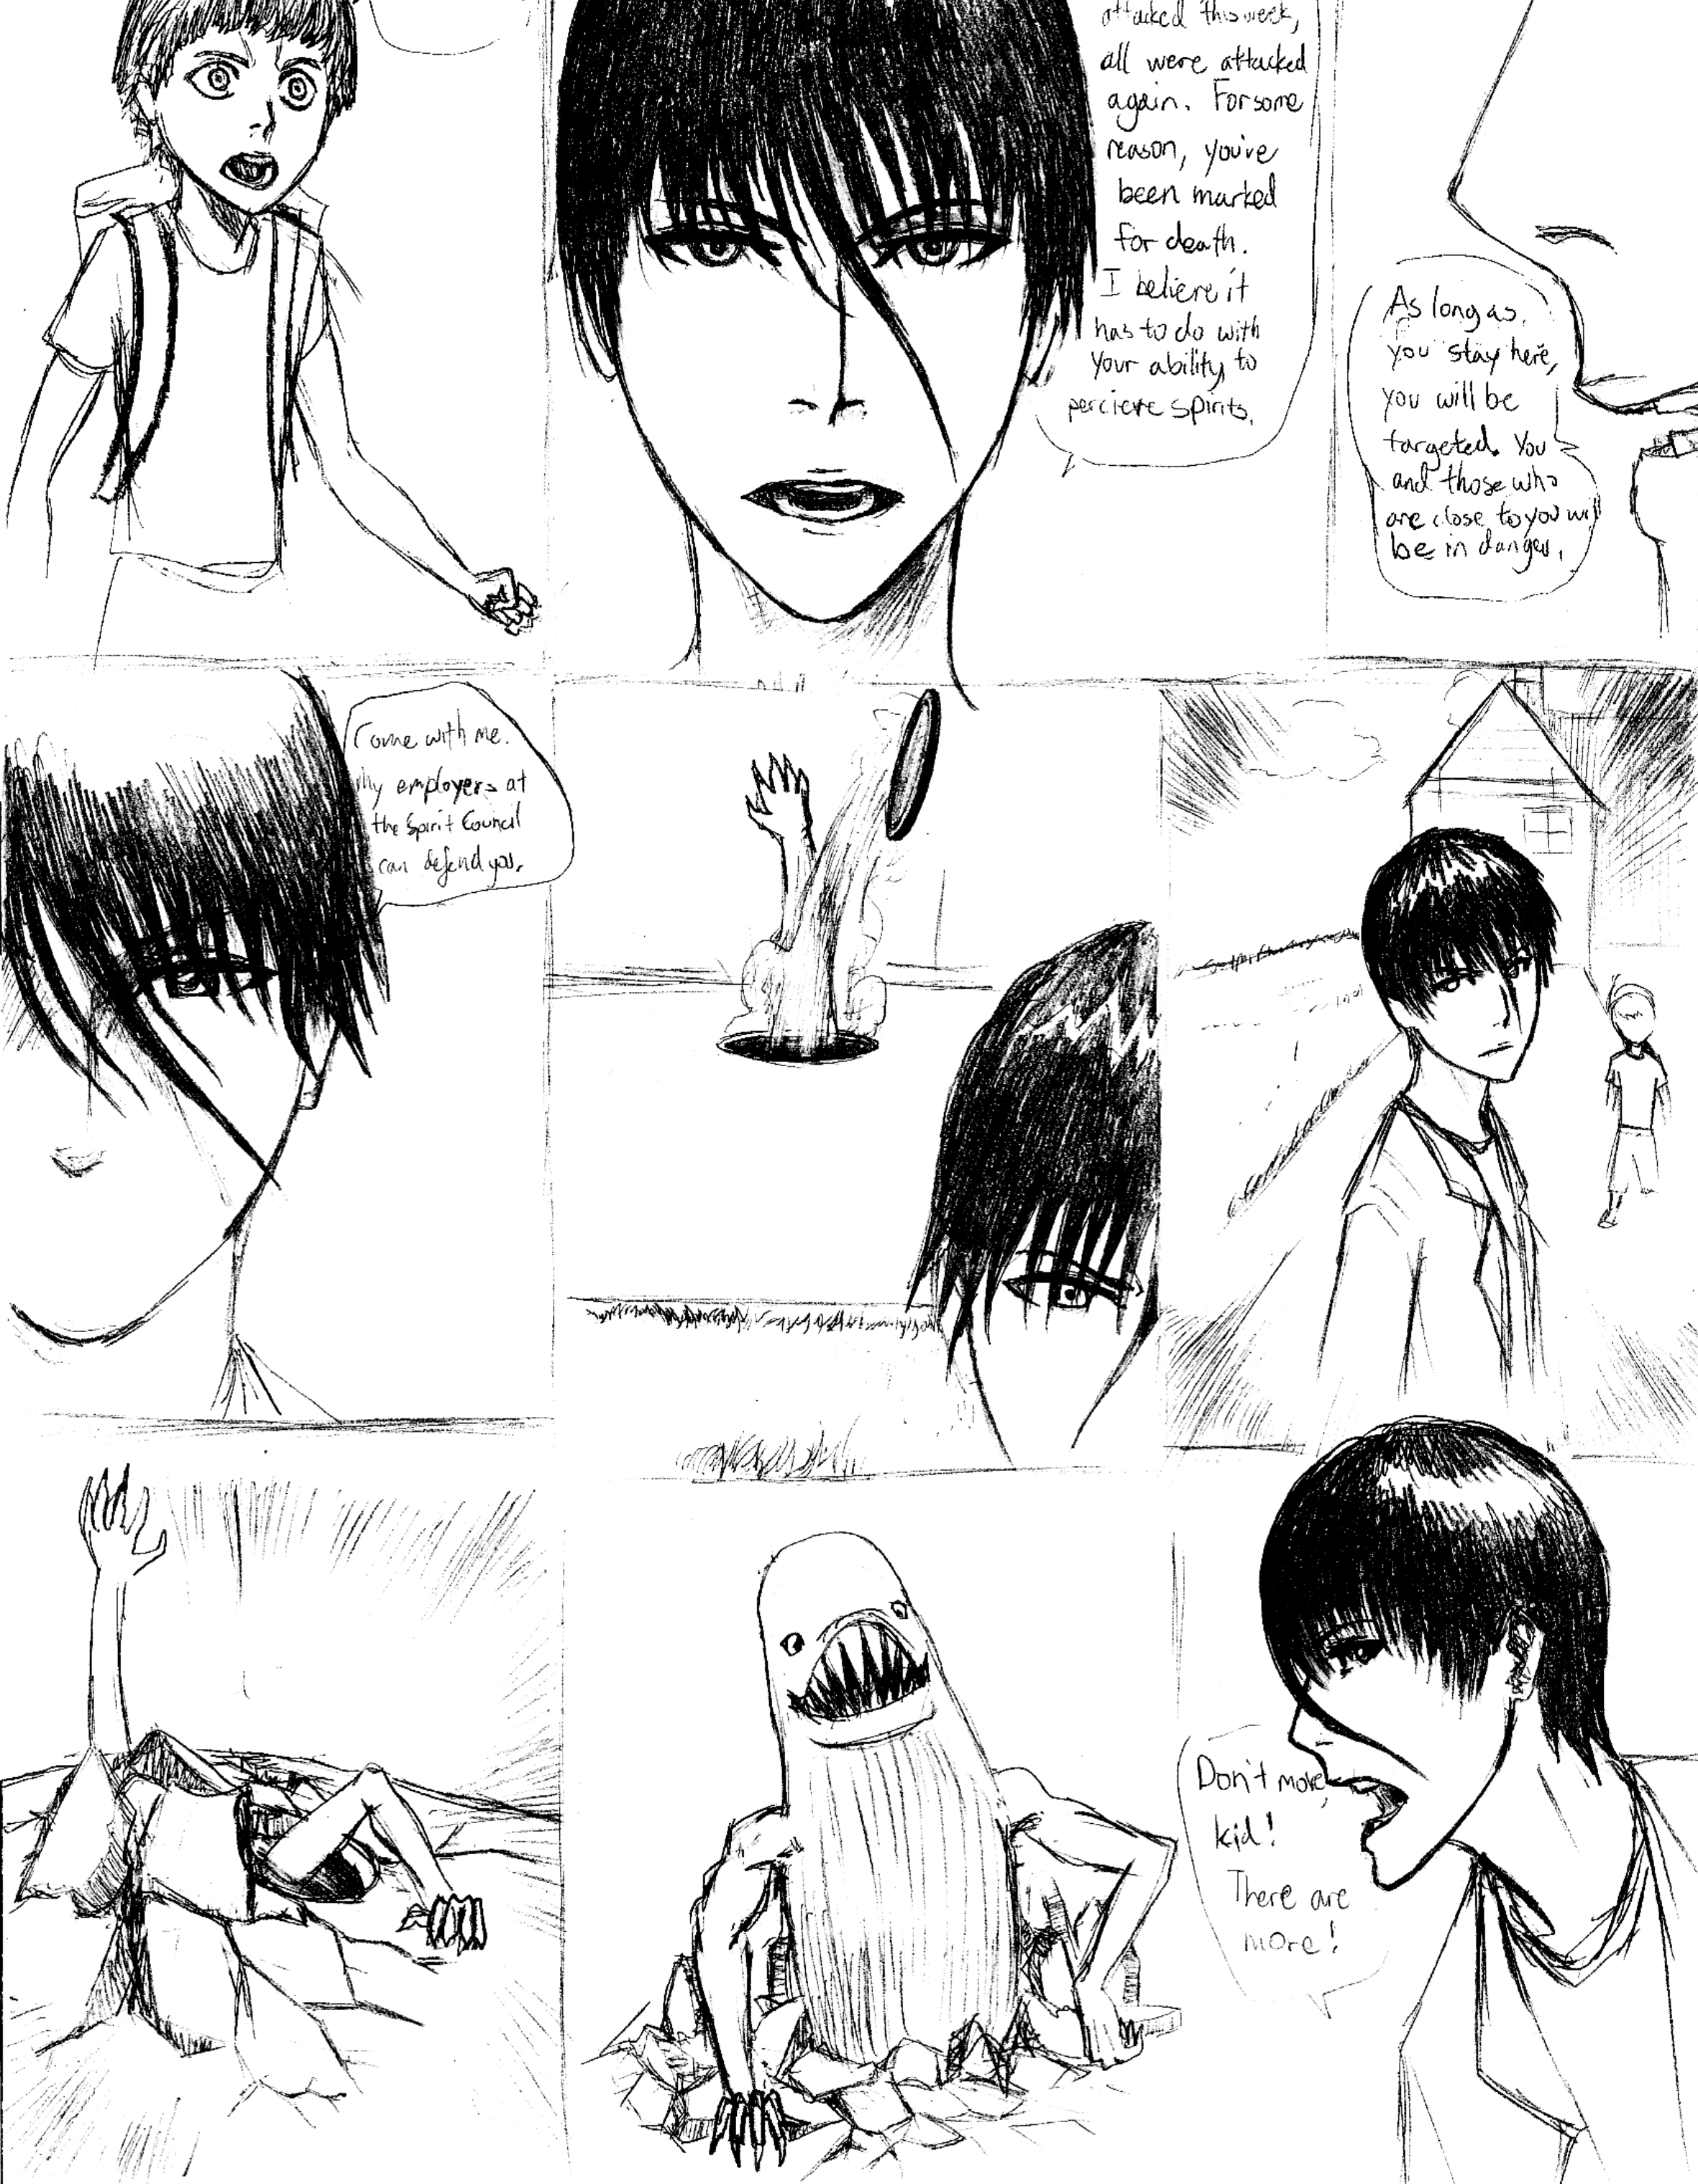 attacked this week,
all were attacked
again. For some
reason, you've
been marked
for death.
I believe it
has to do with
your ability to
percieve spirits.
As long as
you stay here,
you will be
targeted. You
and those who
are close to you will
be in danger.
Come with me.
My employers at
the Spirit Council
can defend you.
Don't move,
kid!
There are
more!